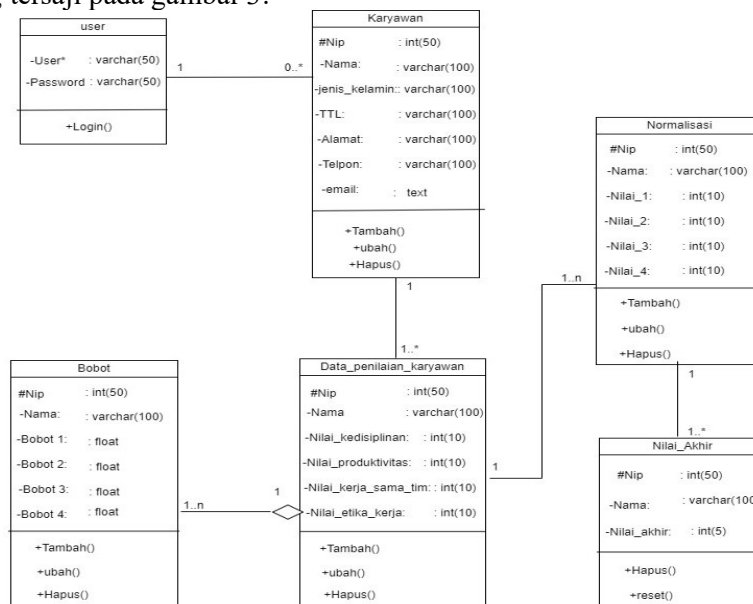 tersaji pada gambar 3.
user
-User* : varchar(50)
-Password : varchar(50)
+Login()
1
0..*
Karyawan
#Nip : int(50)
-Nama: : varchar(100)
-jenis_kelamin:: varchar(100)
-TTL: : varchar(100)
-Alamat: : varchar(100)
-Telpon: : varchar(100)
-email: : text
+Tambah()
+ubah()
+Hapus()
1
1..*
Normalisasi
#Nip : int(50)
-Nama: : varchar(100)
-Nilai_1: : int(10)
-Nilai_2: : int(10)
-Nilai_3: : int(10)
-Nilai_4: : int(10)
+Tambah()
+ubah()
+Hapus()
1..n
1
1
1..*
Bobot
#Nip : int(50)
-Nama: : varchar(100)
-Bobot 1: : float
-Bobot 2: : float
-Bobot 3: : float
-Bobot 4: : float
+Tambah()
+ubah()
+Hapus()
1..n
1
Data_penilaian_karyawan
#Nip : int(50)
-Nama : varchar(100)
-Nilai_kedisiplinan: : int(10)
-Nilai_produktivitas: : int(10)
-Nilai_kerja_sama_tim: : int(10)
-Nilai_etika_kerja: : int(10)
+Tambah()
+ubah()
+Hapus()
Nilai_Akhir
#Nip : int(50)
-Nama: : varchar(100
-Nilai_akhir: : int(5)
+Hapus()
+reset()